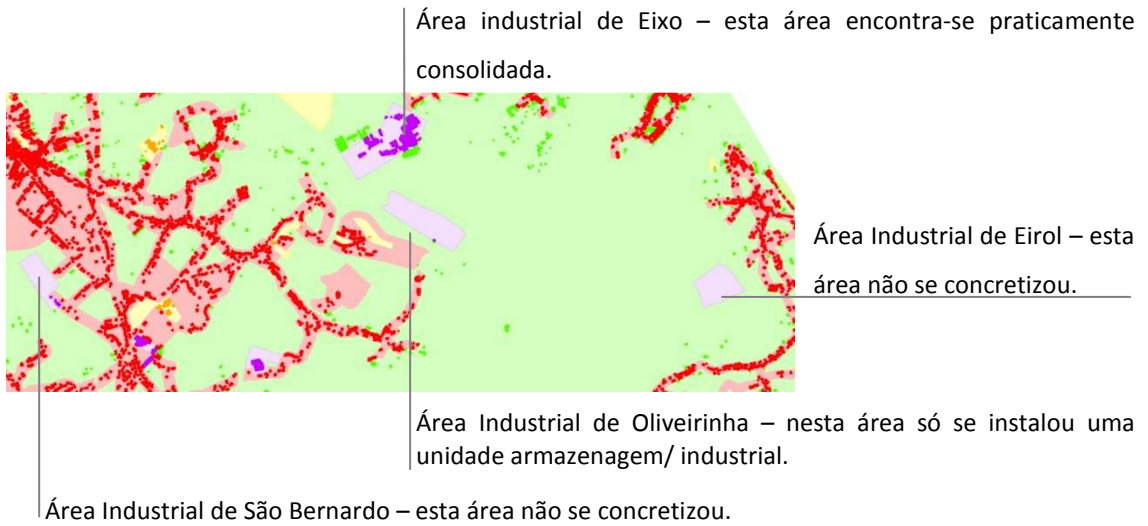 Área industrial de Eixo – esta área encontra-se praticamente
consolidada.
Área Industrial de Eirol – esta
área não se concretizou.
Área Industrial de Oliveirinha – nesta área só se instalou uma
unidade armazenagem/ industrial.
Área Industrial de São Bernardo – esta área não se concretizou.